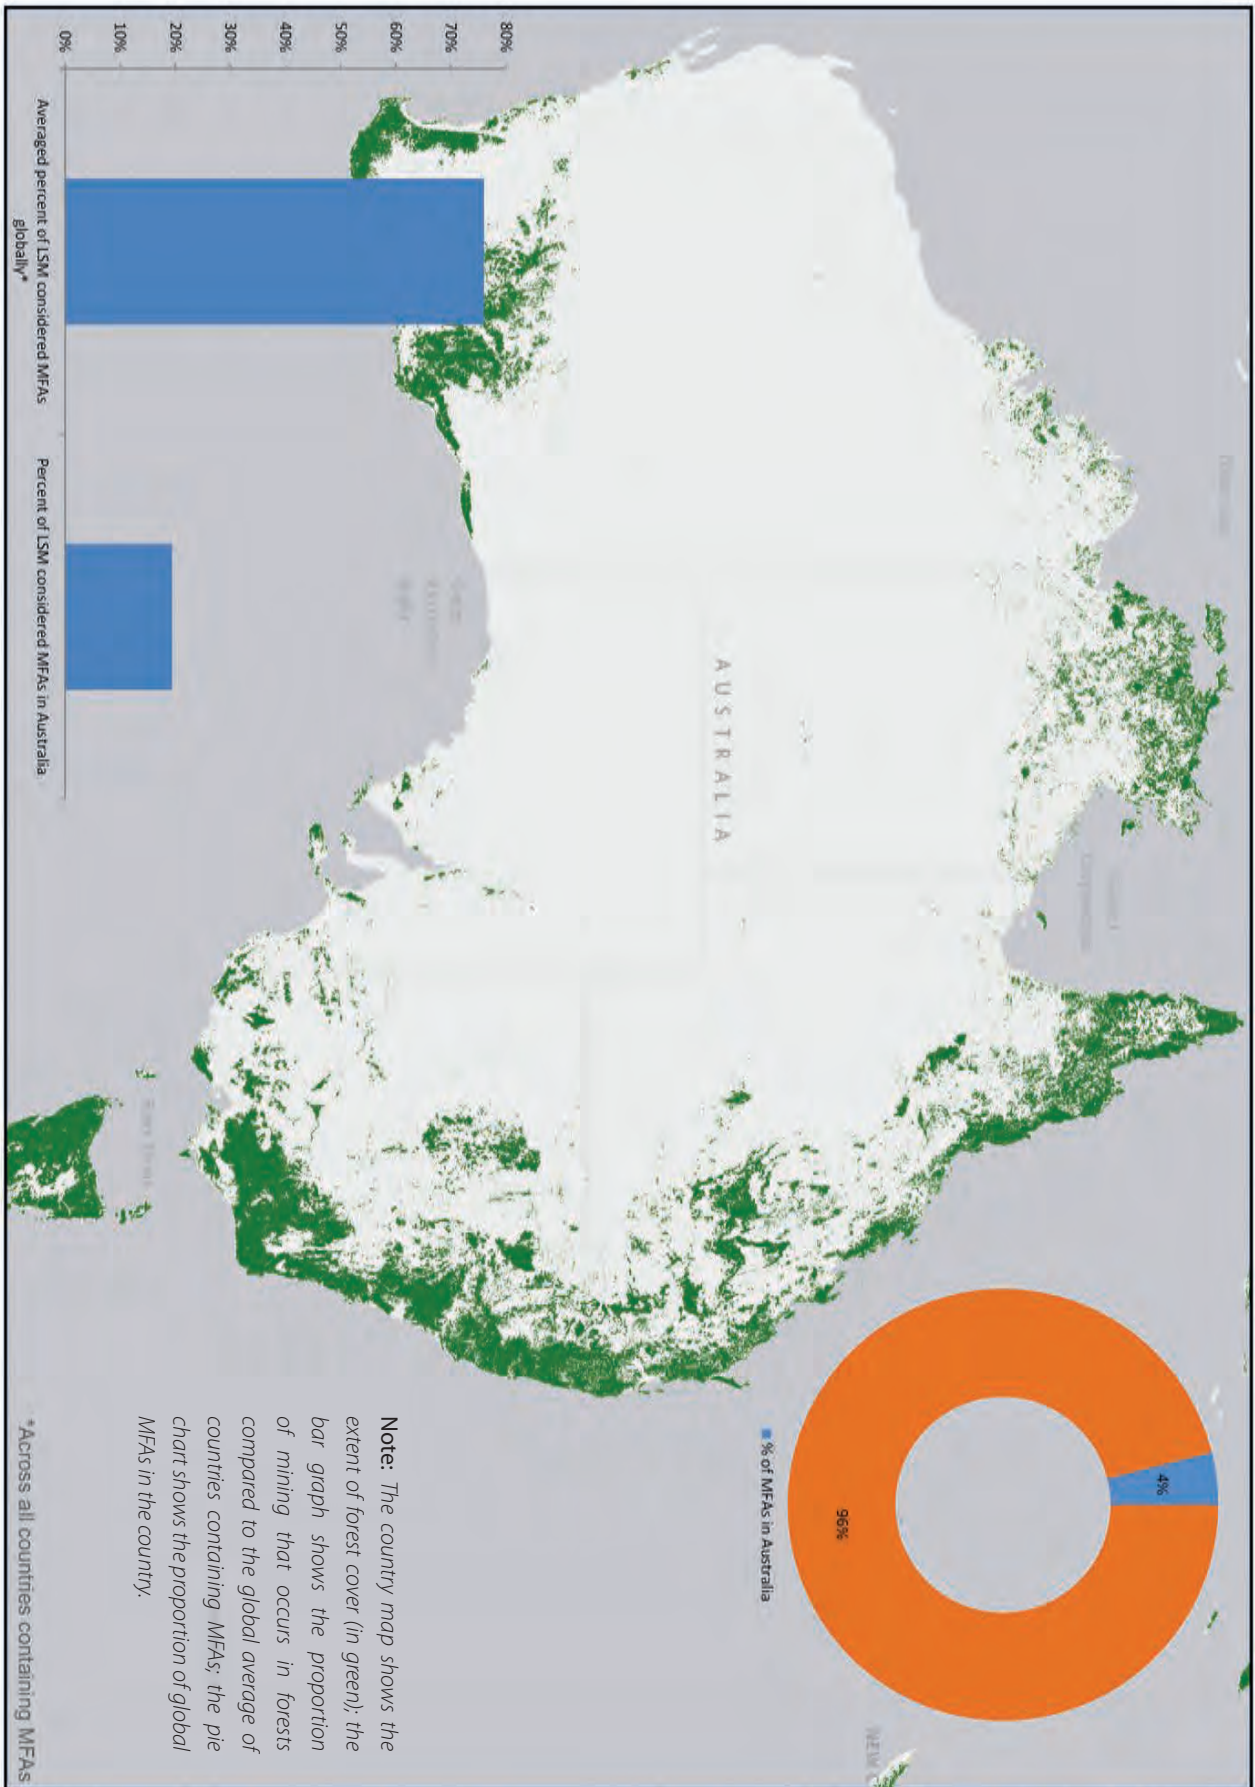 4%
96%
% of MFAs in Australia
AUSTRALIA
80%
70%
60%
50%
40%
30%
20%
10%
0%
Averaged percent of LSM considered MFAs
globally*
Percent of LSM considered MFAs in Australia
Note: The country map shows the
extent of forest cover (in green); the
bar graph shows the proportion
of mining that occurs in forests
compared to the global average of
countries containing MFAs; the pie
chart shows the proportion of global
MFAs in the country.
*Across all countries containing MFAs